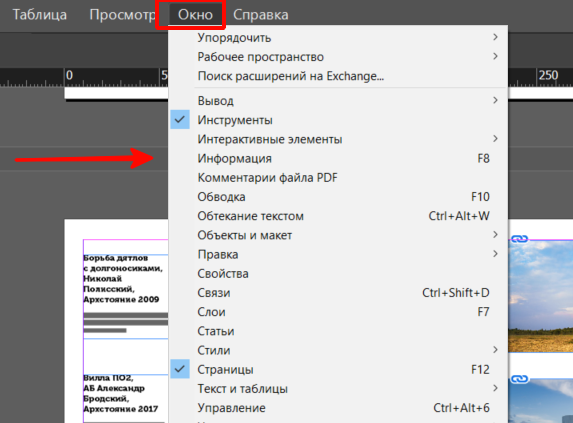 Таблица Просмотр Окно Справка
Упорядочить
Рабочее пространство
Поиск расширений на Exchange...
0 5 250
Вывод
Инструменты
Интерактивные элементы
Информация F8
Комментарии файла PDF
Обводка F10
Обтекание текстом Ctrl+Alt+W
Объекты и макет
Правка
Свойства
Связи Ctrl+Shift+D
Слои F7
Статьи
Стили
Страницы F12
Текст и таблицы
Управление Ctrl+Alt+6
Борьба дятлов
с долгоносиками,
Николай
Полисский,
Архстояние 2009
Вилла ПО2,
АБ Александр
Бродский,
Архстояние 2017